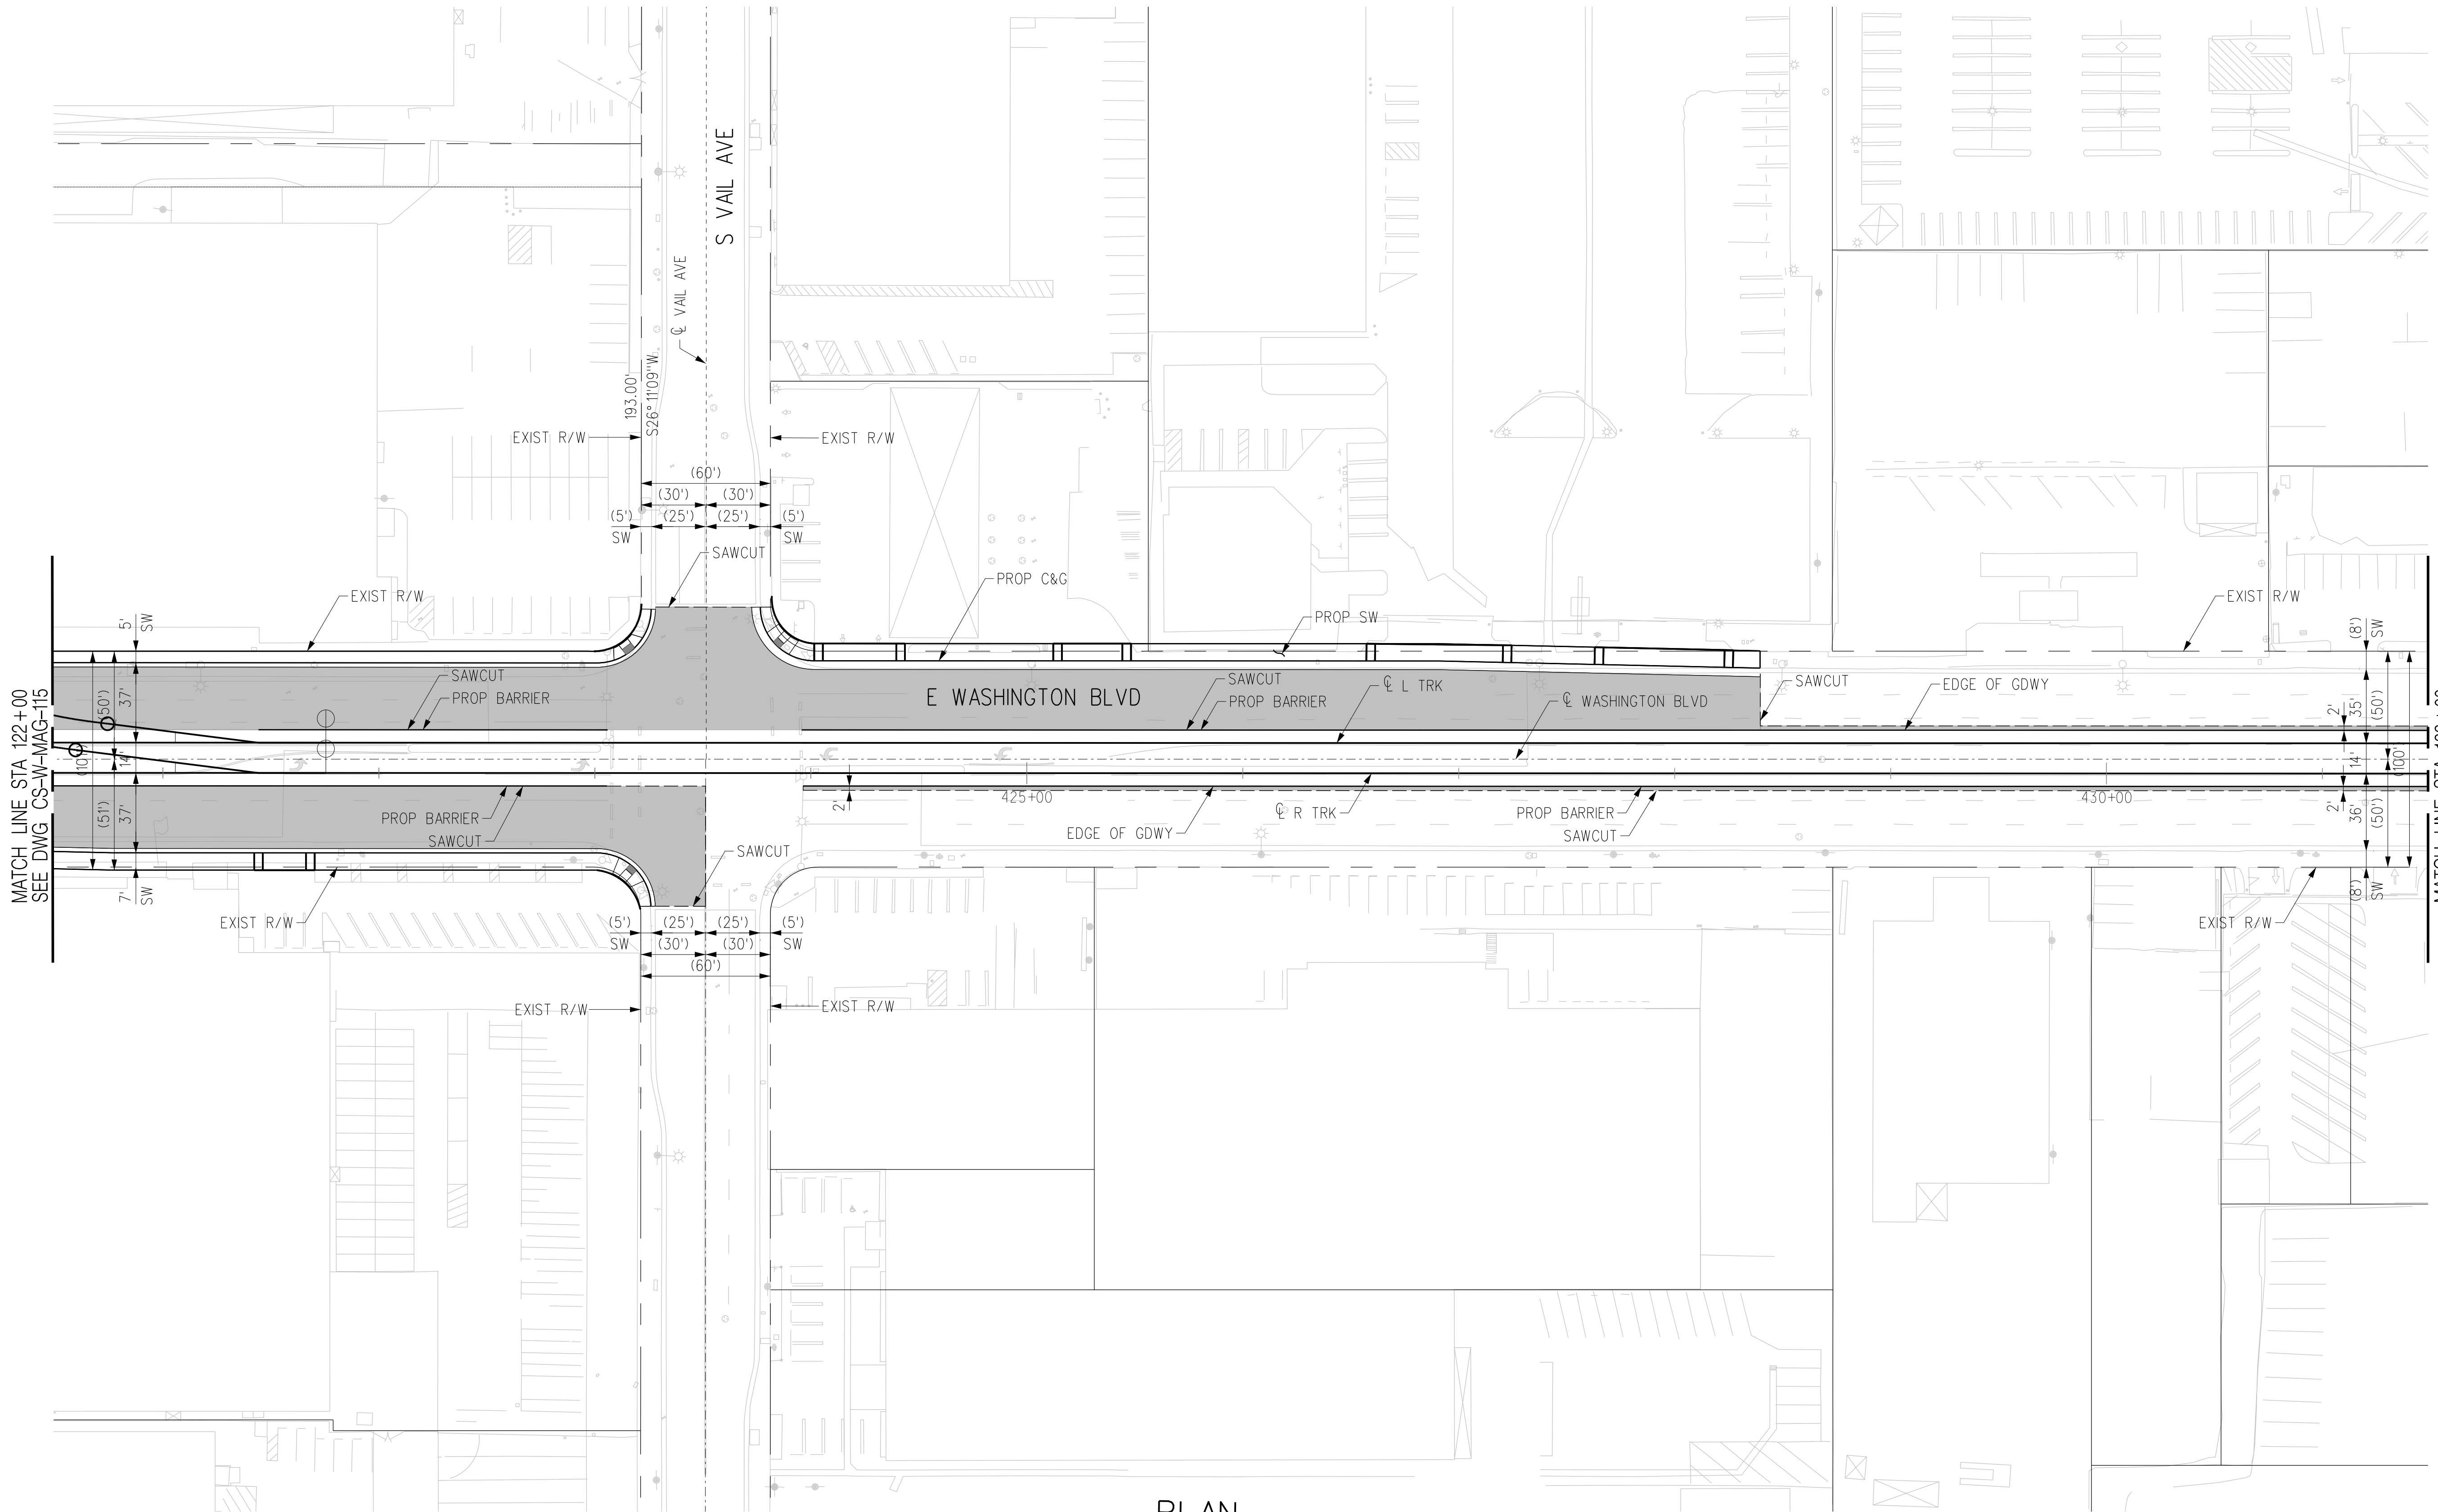 S VAIL AVE
℄ VAIL AVE
193.00'
S26° 11'09"W
EXIST R/W
EXIST R/W
(60')
(30')
(30')
(5')
(25')
(25')
(5')
SW
SW
SAWCUT
PROP C&G
EXIST R/W
PROP SW
EXIST R/W
5'
SW
(8')
SW
MATCH LINE STA 122+00
SEE DWG CS-W-MAG-115
(50')
37'
14'
(51')
37'
7'
SW
SAWCUT
PROP BARRIER
E WASHINGTON BLVD
SAWCUT
PROP BARRIER
℄ L TRK
℄ WASHINGTON BLVD
SAWCUT
EDGE OF GDWY
2'
35'
(50')
14'
2'
36'
(50')
(8')
SW
425+00
430+00
2'
PROP BARRIER
SAWCUT
EDGE OF GDWY
℄ R TRK
PROP BARRIER
SAWCUT
SAWCUT
EXIST R/W
EXIST R/W
(5')
(25')
(25')
(5')
SW
(30')
(30')
SW
(60')
EXIST R/W
EXIST R/W
PLAN